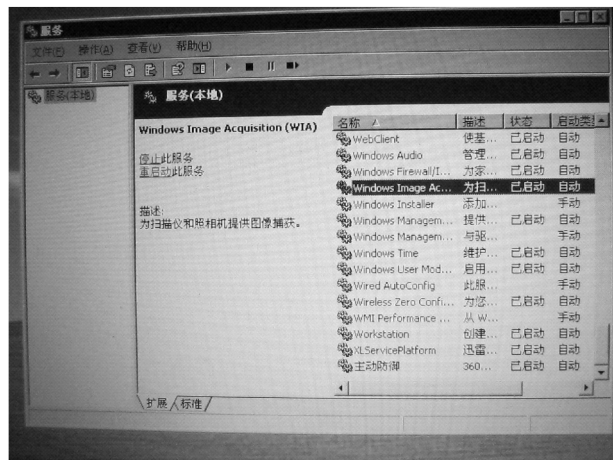 服务
文件(F) 操作(A) 查看(V) 帮助(H)
服务(本地)
服务(本地)
Windows Image Acquisition (WIA)
停止此服务
重启动此服务
描述:
为扫描仪和照相机提供图像捕获。
名称 描述 状态 启动类
WebClient 使基... 已启动 自动
Windows Audio 管理... 已启动 自动
Windows Firewall/I... 为家... 已启动 自动
Windows Image Ac... 为扫... 已启动 自动
Windows Installer 添加... 手动
Windows Managem... 提供... 已启动 自动
Windows Managem... 与驱... 手动
Windows Time 维护... 已启动 自动
Windows User Mod... 启用... 已启动 自动
Wired AutoConfig 此服... 手动
Wireless Zero Confi... 为您... 已启动 自动
WMI Performance ... 从 W... 手动
Workstation 创建... 已启动 自动
XLServicePlatform 迅雷... 已启动 自动
主动防御 360... 已启动 自动
扩展 标准